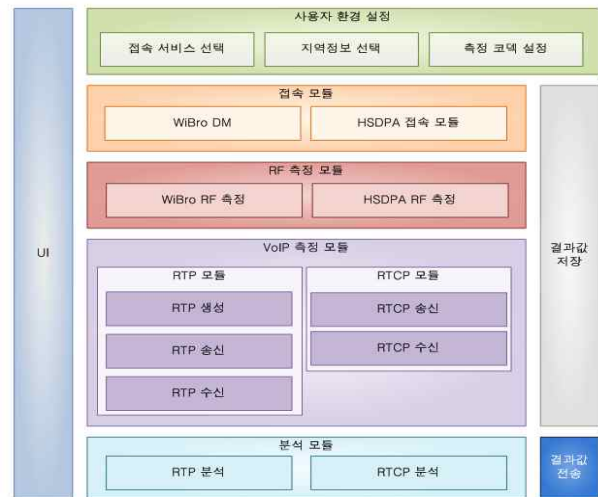 사용자 환경 설정
접속 서비스 선택
지역정보 선택
측정 코덱 설정
접속 모듈
WiBro DM
HSDPA 접속 모듈
RF 측정 모듈
WiBro RF 측정
HSDPA RF 측정
UI
VoIP 측정 모듈
RTP 모듈
RTP 생성
RTP 송신
RTP 수신
RTCP 모듈
RTCP 송신
RTCP 수신
결과값
저장
분석 모듈
RTP 분석
RTCP 분석
결과값
전송